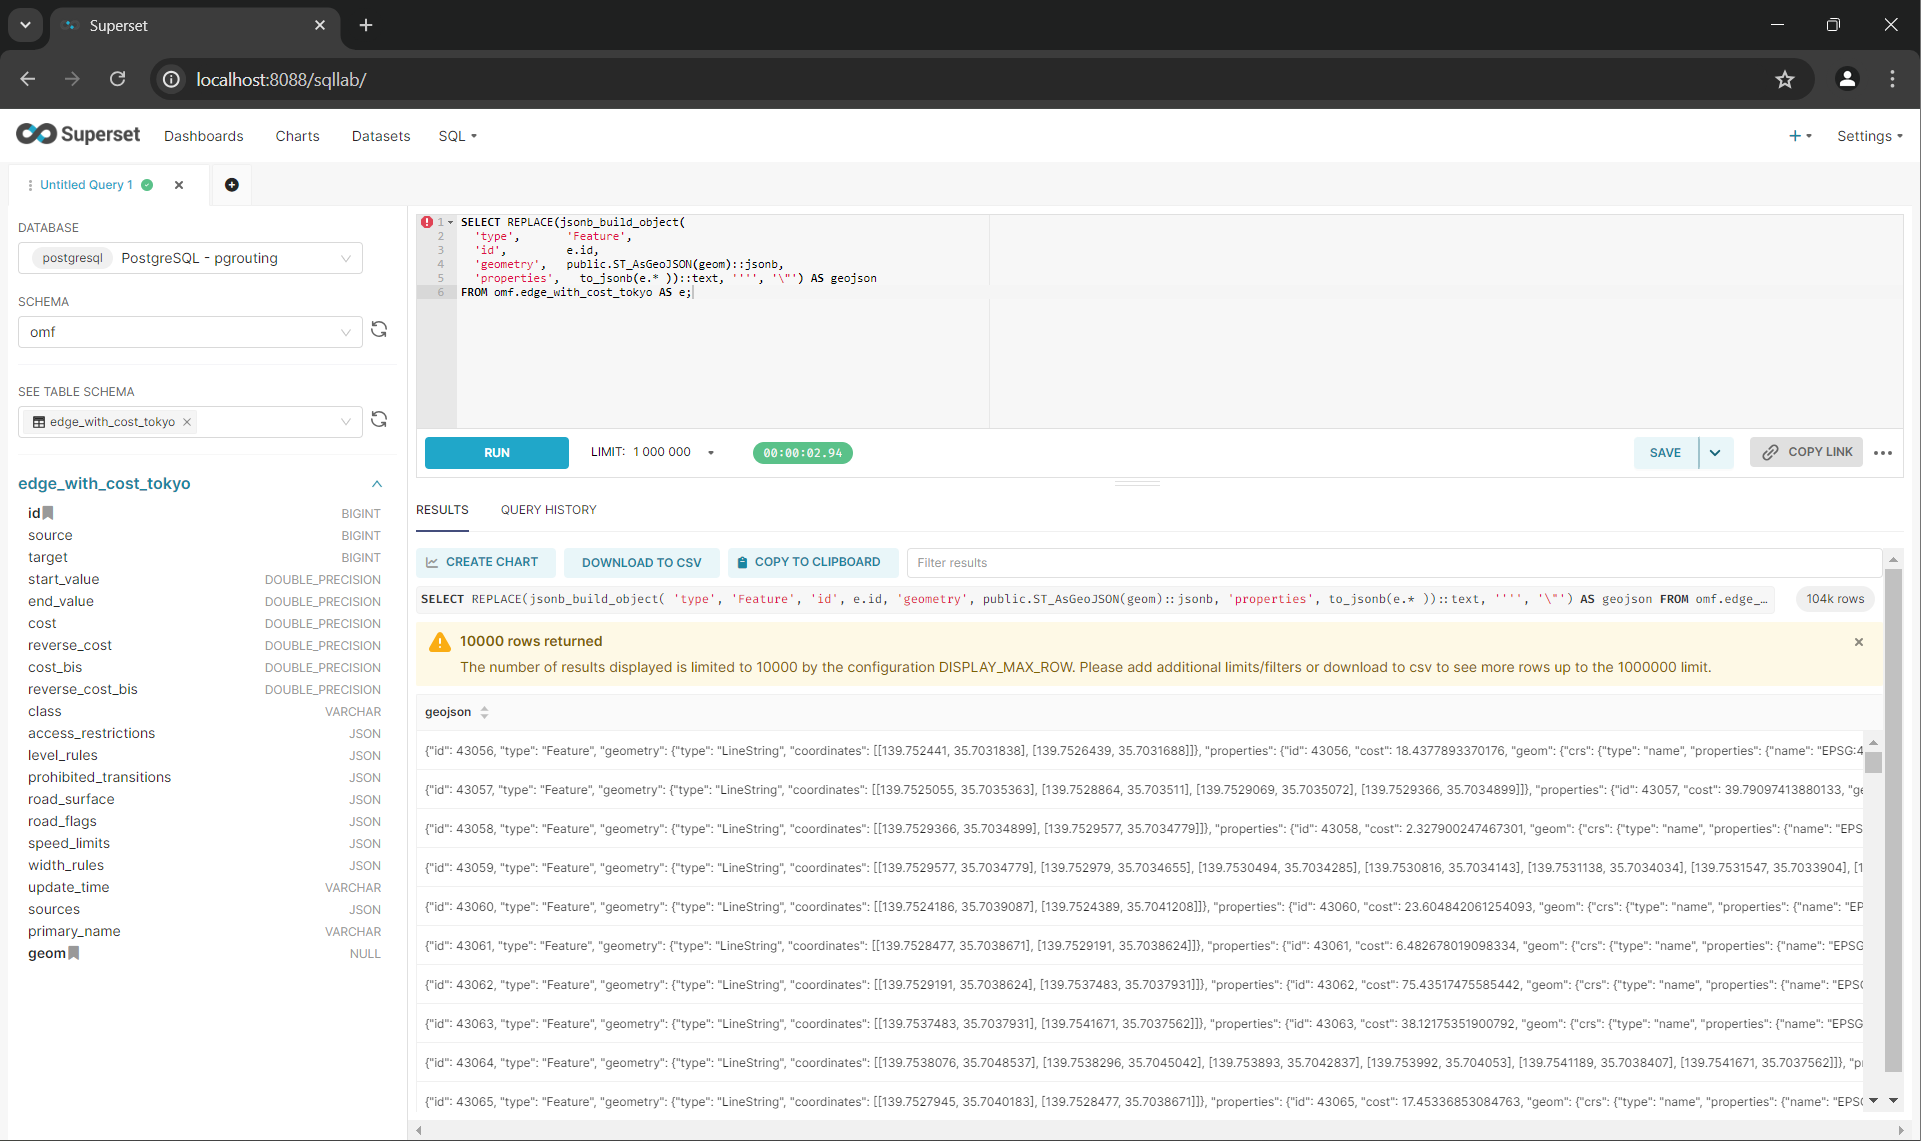 Superset
localhost:8088/sqllab/
Superset
Dashboards
Charts
Datasets
SQL
Settings
Untitled Query 1
DATABASE
postgresql PostgreSQL - pgrouting
SCHEMA
omf
SEE TABLE SCHEMA
edge_with_cost_tokyo
edge_with_cost_tokyo
id BIGINT
source BIGINT
target BIGINT
start_value DOUBLE_PRECISION
end_value DOUBLE_PRECISION
cost DOUBLE_PRECISION
reverse_cost DOUBLE_PRECISION
cost_bis DOUBLE_PRECISION
reverse_cost_bis DOUBLE_PRECISION
class VARCHAR
access_restrictions JSON
level_rules JSON
prohibited_transitions JSON
road_surface JSON
road_flags JSON
speed_limits JSON
width_rules JSON
update_time VARCHAR
sources JSON
primary_name VARCHAR
geom NULL
1 SELECT REPLACE(jsonb_build_object(
2 'type', 'Feature',
3 'id', e.id,
4 'geometry', public.ST_AsGeoJSON(geom)::jsonb,
5 'properties', to_jsonb(e.* ))::text, '''', '\"') AS geojson
6 FROM omf.edge_with_cost_tokyo AS e;
RUN
LIMIT: 1 000 000
00:00:02.94
SAVE
COPY LINK
RESULTS
QUERY HISTORY
CREATE CHART
DOWNLOAD TO CSV
COPY TO CLIPBOARD
Filter results
SELECT REPLACE(jsonb_build_object( 'type', 'Feature', 'id', e.id, 'geometry', public.ST_AsGeoJSON(geom)::jsonb, 'properties', to_jsonb(e.* ))::text, '''', '\"') AS geojson FROM omf.edge_…
104k rows
10000 rows returned
The number of results displayed is limited to 10000 by the configuration DISPLAY_MAX_ROW. Please add additional limits/filters or download to csv to see more rows up to the 1000000 limit.
geojson
{"id": 43056, "type": "Feature", "geometry": {"type": "LineString", "coordinates": [[139.752441, 35.7031838], [139.7526439, 35.7031688]]}, "properties": {"id": 43056, "cost": 18.4377893370176, "geom": {"crs": {"type": "name", "properties": {"name": "EPSG:4
{"id": 43057, "type": "Feature", "geometry": {"type": "LineString", "coordinates": [[139.7525055, 35.7035363], [139.7528864, 35.703511], [139.7529069, 35.7035072], [139.7529366, 35.7034899]]}, "properties": {"id": 43057, "cost": 39.79097413880133, "ge
{"id": 43058, "type": "Feature", "geometry": {"type": "LineString", "coordinates": [[139.7529366, 35.7034899], [139.7529577, 35.7034779]]}, "properties": {"id": 43058, "cost": 2.327900247467301, "geom": {"crs": {"type": "name", "properties": {"name": "EPS
{"id": 43059, "type": "Feature", "geometry": {"type": "LineString", "coordinates": [[139.7529577, 35.7034779], [139.752979, 35.7034655], [139.7530494, 35.7034285], [139.7530816, 35.7034143], [139.7531138, 35.7034034], [139.7531547, 35.7033904], [1
{"id": 43060, "type": "Feature", "geometry": {"type": "LineString", "coordinates": [[139.7524186, 35.7039087], [139.7524389, 35.7041208]]}, "properties": {"id": 43060, "cost": 23.604842061254093, "geom": {"crs": {"type": "name", "properties": {"name": "EP
{"id": 43061, "type": "Feature", "geometry": {"type": "LineString", "coordinates": [[139.7528477, 35.7038671], [139.7529191, 35.7038624]]}, "properties": {"id": 43061, "cost": 6.482678019098334, "geom": {"crs": {"type": "name", "properties": {"name": "EPSG
{"id": 43062, "type": "Feature", "geometry": {"type": "LineString", "coordinates": [[139.7529191, 35.7038624], [139.7537483, 35.7037931]]}, "properties": {"id": 43062, "cost": 75.43517475585442, "geom": {"crs": {"type": "name", "properties": {"name": "EPSG
{"id": 43063, "type": "Feature", "geometry": {"type": "LineString", "coordinates": [[139.7537483, 35.7037931], [139.7541671, 35.7037562]]}, "properties": {"id": 43063, "cost": 38.12175351900792, "geom": {"crs": {"type": "name", "properties": {"name": "EPSG
{"id": 43064, "type": "Feature", "geometry": {"type": "LineString", "coordinates": [[139.7538076, 35.7048537], [139.7538296, 35.7045042], [139.753893, 35.7042837], [139.753992, 35.704053], [139.7541189, 35.7038407], [139.7541671, 35.7037562]]}, "p
{"id": 43065, "type": "Feature", "geometry": {"type": "LineString", "coordinates": [[139.7527945, 35.7040183], [139.7528477, 35.7038671]]}, "properties": {"id": 43065, "cost": 17.45336853084763, "geom": {"crs": {"type": "name", "properties": {"name": "EPS